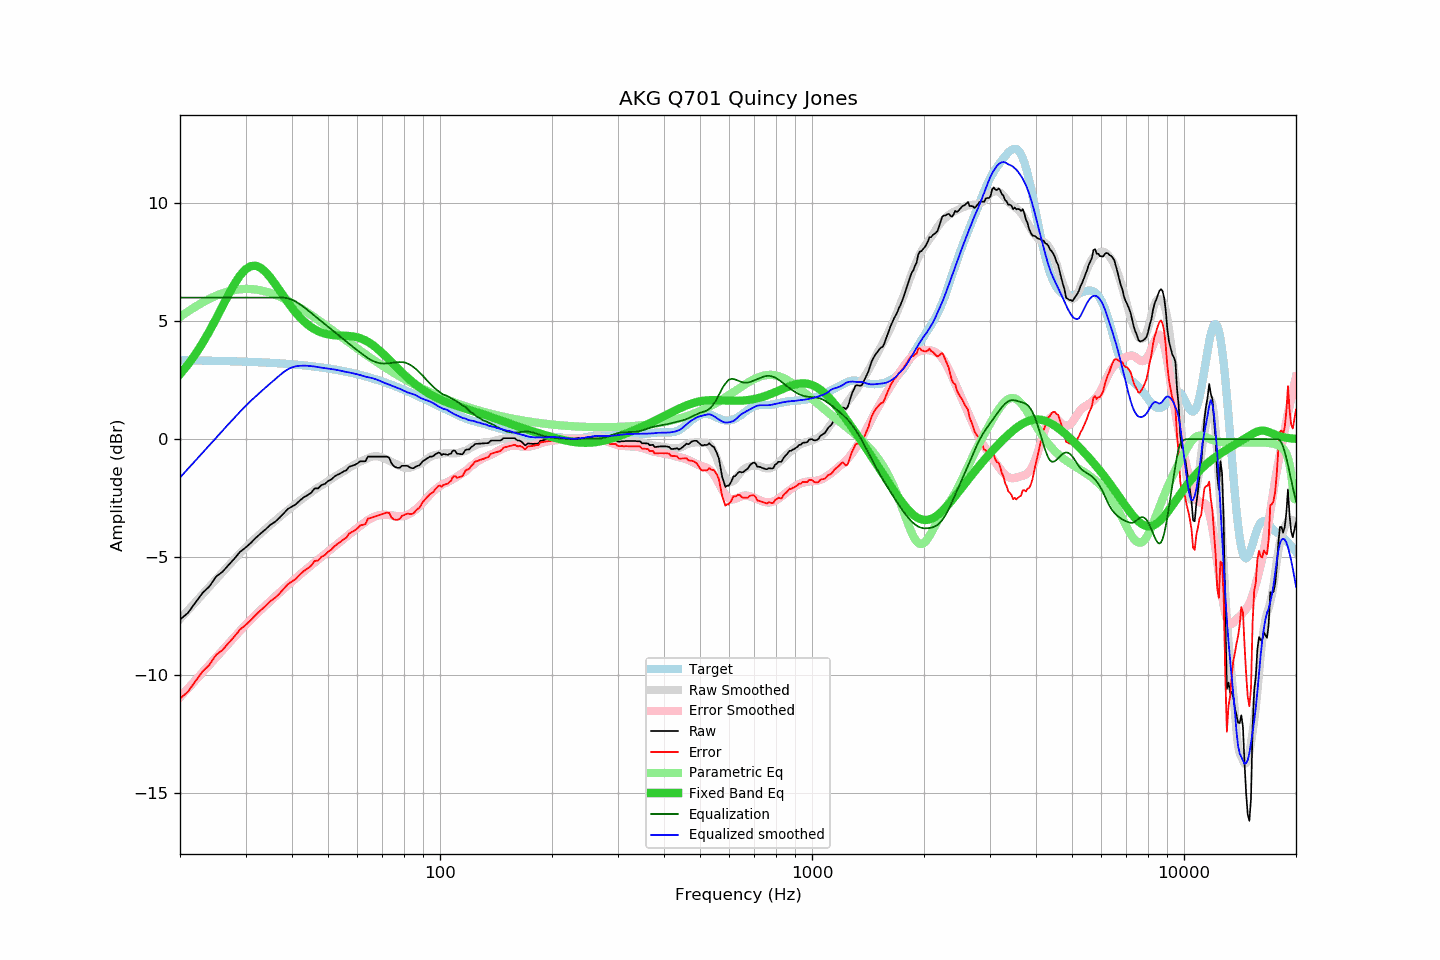 AKG Q701 Quincy Jones
Amplitude (dBr)
10
5
0
−5
−10
−15
Target
Raw Smoothed
Error Smoothed
Raw
Error
Parametric Eq
Fixed Band Eq
Equalization
Equalized smoothed
100
1000
10000
Frequency (Hz)